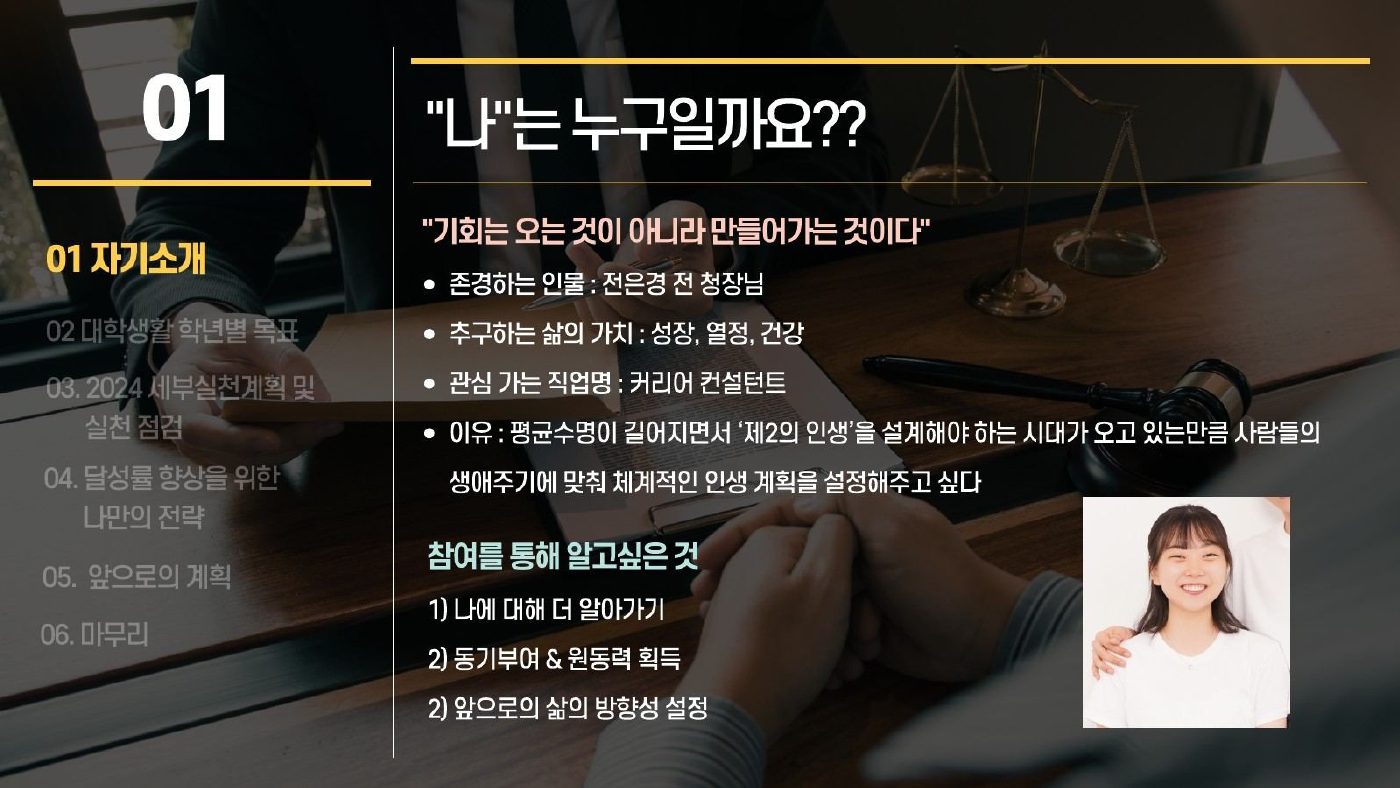 01
01 자기소개
02 대학생활 학년별 목표
03. 2024 세부실천계획 및
실천 점검
04. 달성률 향상을 위한
나만의 전략
05. 앞으로의 계획
06. 마무리
"나"는 누구일까요??
"기회는 오는 것이 아니라 만들어가는 것이다"
• 존경하는 인물 : 전은경 전 청장님
• 추구하는 삶의 가치 : 성장, 열정, 건강
• 관심 가는 직업명 : 커리어 컨설턴트
• 이유 : 평균수명이 길어지면서 ‘제2의 인생’을 설계해야 하는 시대가 오고 있는만큼 사람들의
생애주기에 맞춰 체계적인 인생 계획을 설정해주고 싶다
참여를 통해 알고싶은 것
1) 나에 대해 더 알아가기
2) 동기부여 & 원동력 획득
2) 앞으로의 삶의 방향성 설정